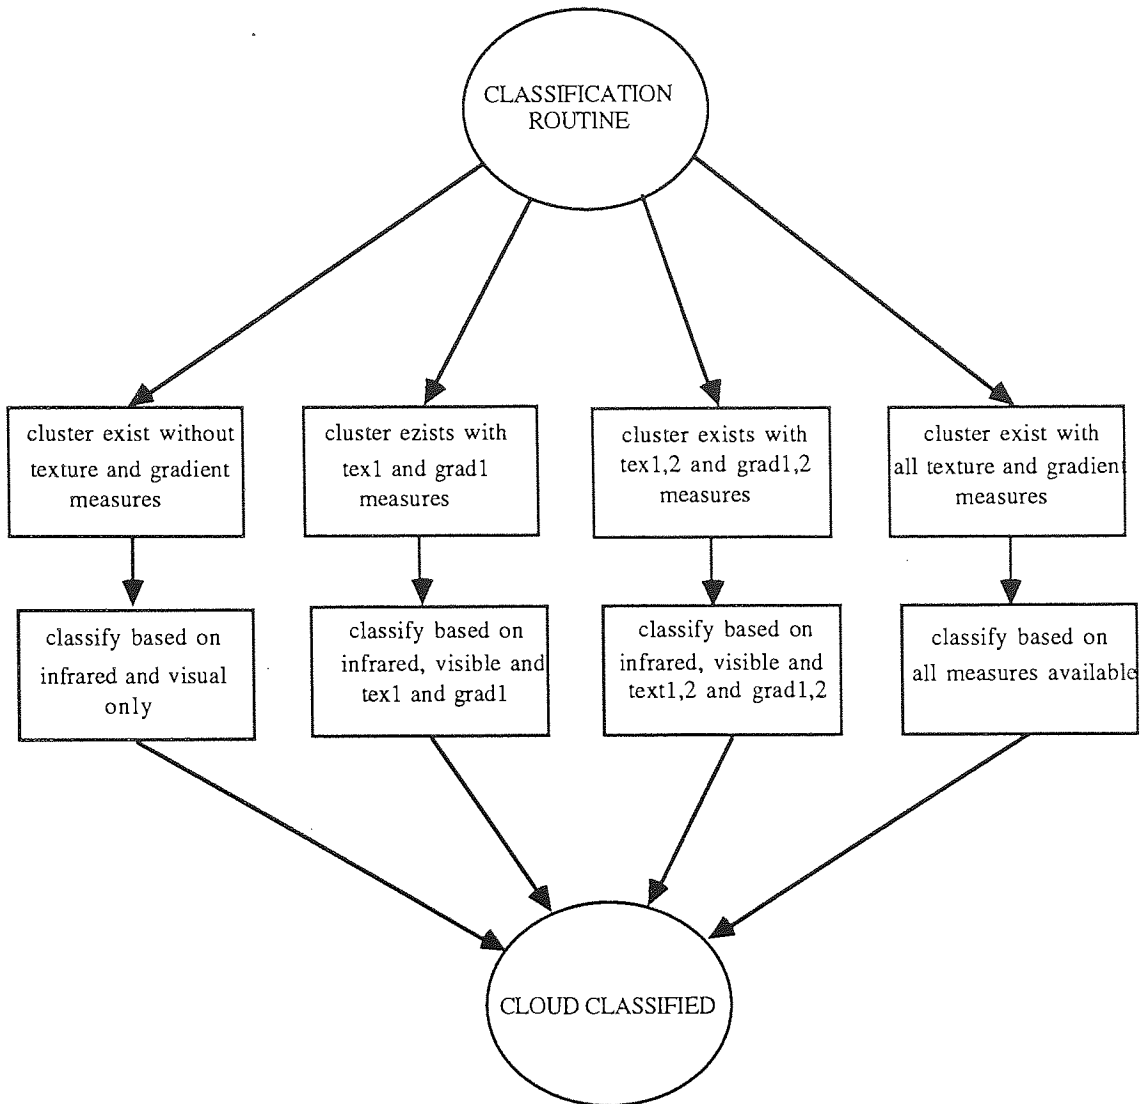 CLASSIFICATION
ROUTINE
cluster exist without
texture and gradient
measures
cluster ezists with
tex1 and grad1
measures
cluster exists with
tex1,2 and grad1,2
measures
cluster exist with
all texture and gradient
measures
classify based on
infrared and visual
only
classify based on
infrared, visible and
tex1 and grad1
classify based on
infrared, visible and
text1,2 and grad1,2
classify based on
all measures available
CLOUD CLASSIFIED